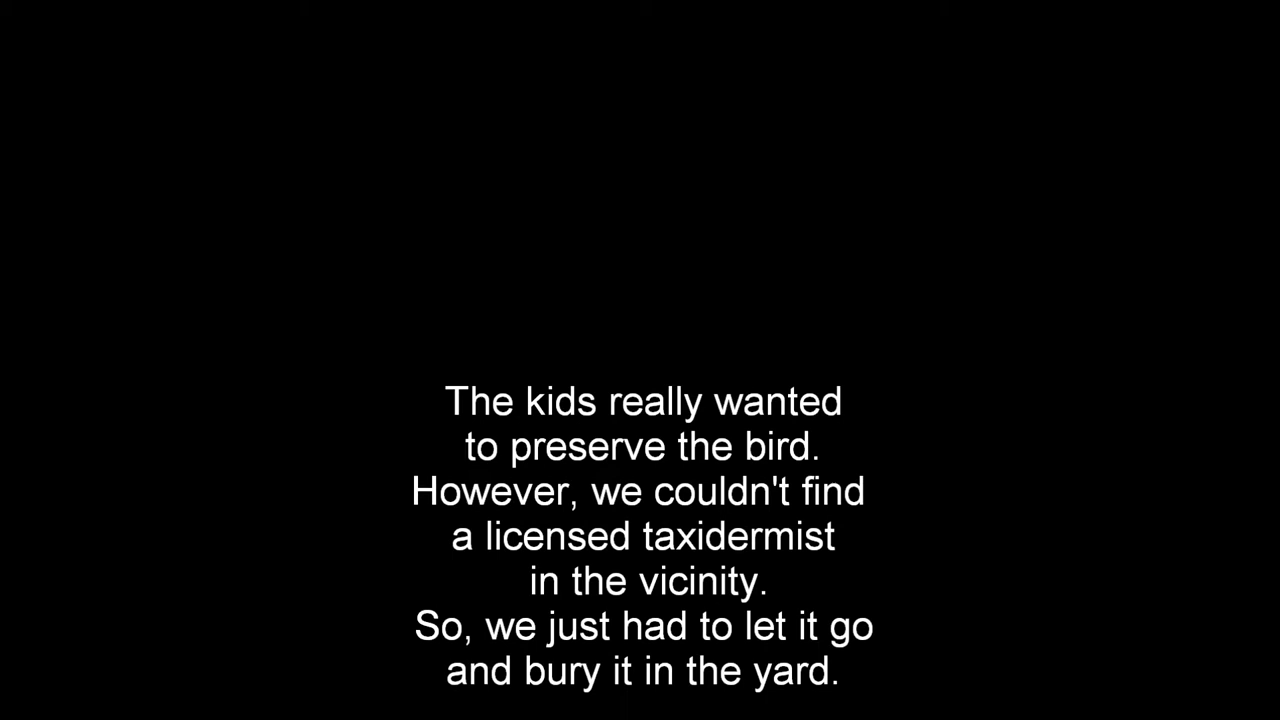 The kids really wanted
to preserve the bird.
However, we couldn't find
a licensed taxidermist
in the vicinity.
So, we just had to let it go
and bury it in the yard.